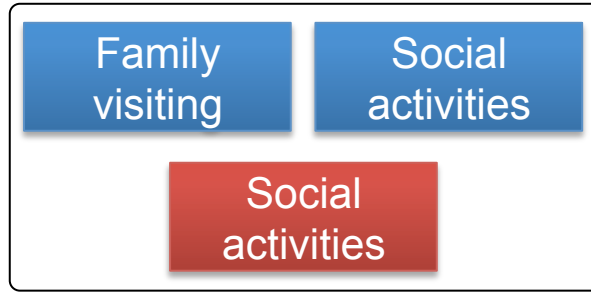 Family
visiting
Social
activities
Social
activities